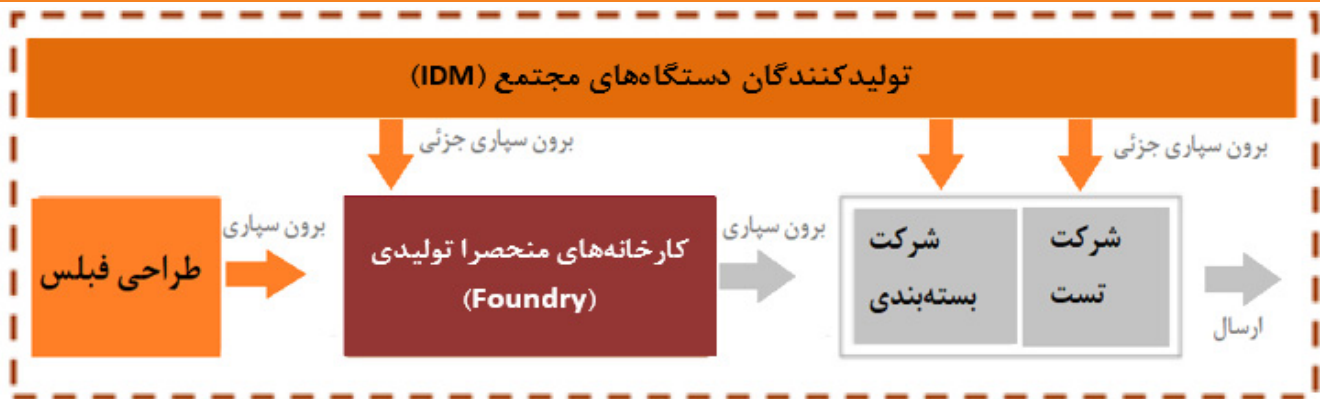 تولیدکنندگان دستگاه‌های مجتمع (IDM)
برون سپاری جزئی
برون سپاری جزئی
طراحی فبلس
برون سپاری
کارخانه‌های منحصرا تولیدی
(Foundry)
برون سپاری
شرکت
بسته‌بندی
شرکت
تست
ارسال